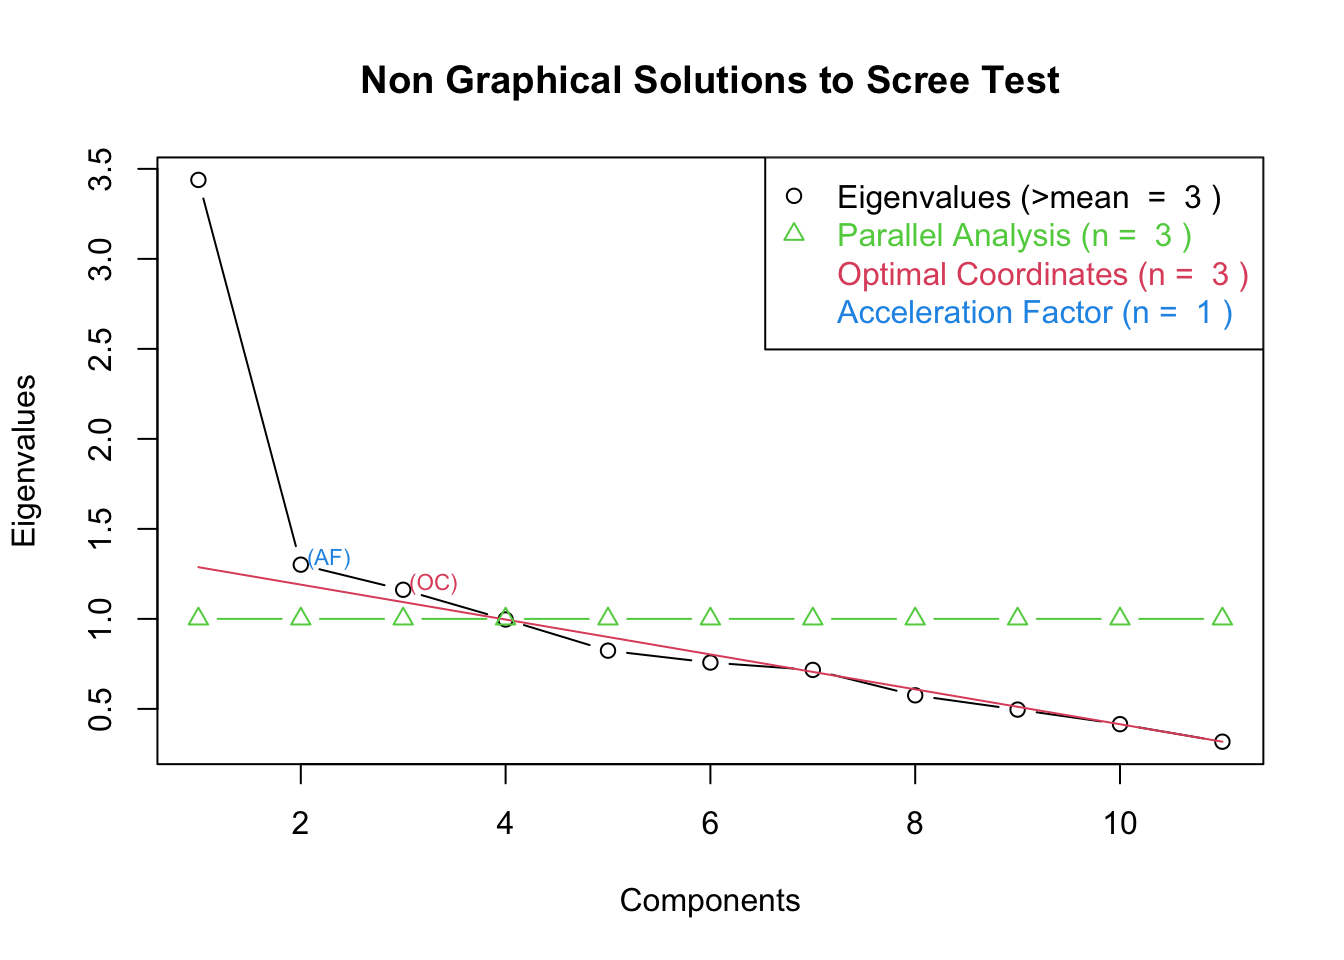 Non Graphical Solutions to Scree Test
Eigenvalues (>mean = 3 )
Parallel Analysis (n = 3 )
Optimal Coordinates (n = 3 )
Acceleration Factor (n = 1 )
3.5
3.0
2.5
2.0
1.5
1.0
0.5
Eigenvalues
(AF)
(OC)
2 4 6 8 10
Components